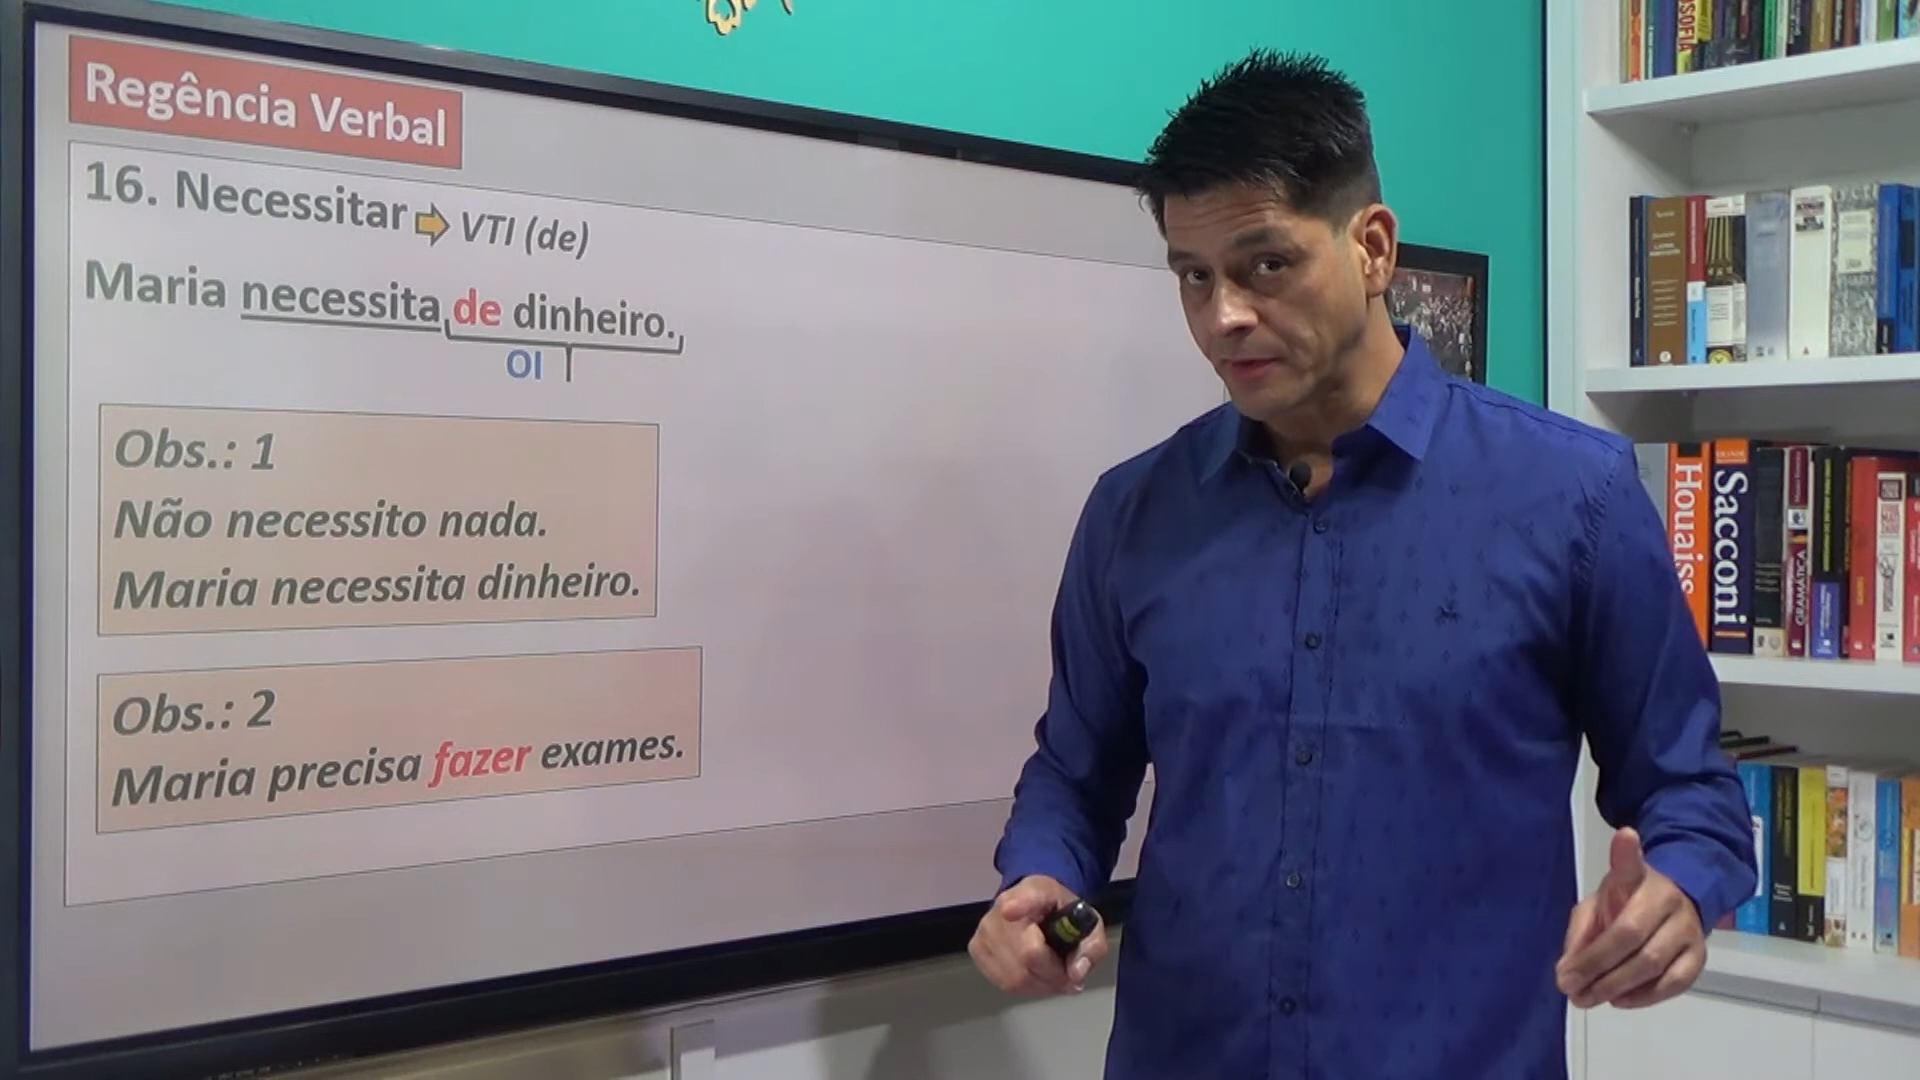 Regência Verbal
16. Necessitar VTI (de)
Maria necessita de dinheiro.
OI
Obs.: 1
Não necessito nada.
Maria necessita dinheiro.
Obs.: 2
Maria precisa fazer exames.
Houaiss
Sacconi
GRAMÁTICA